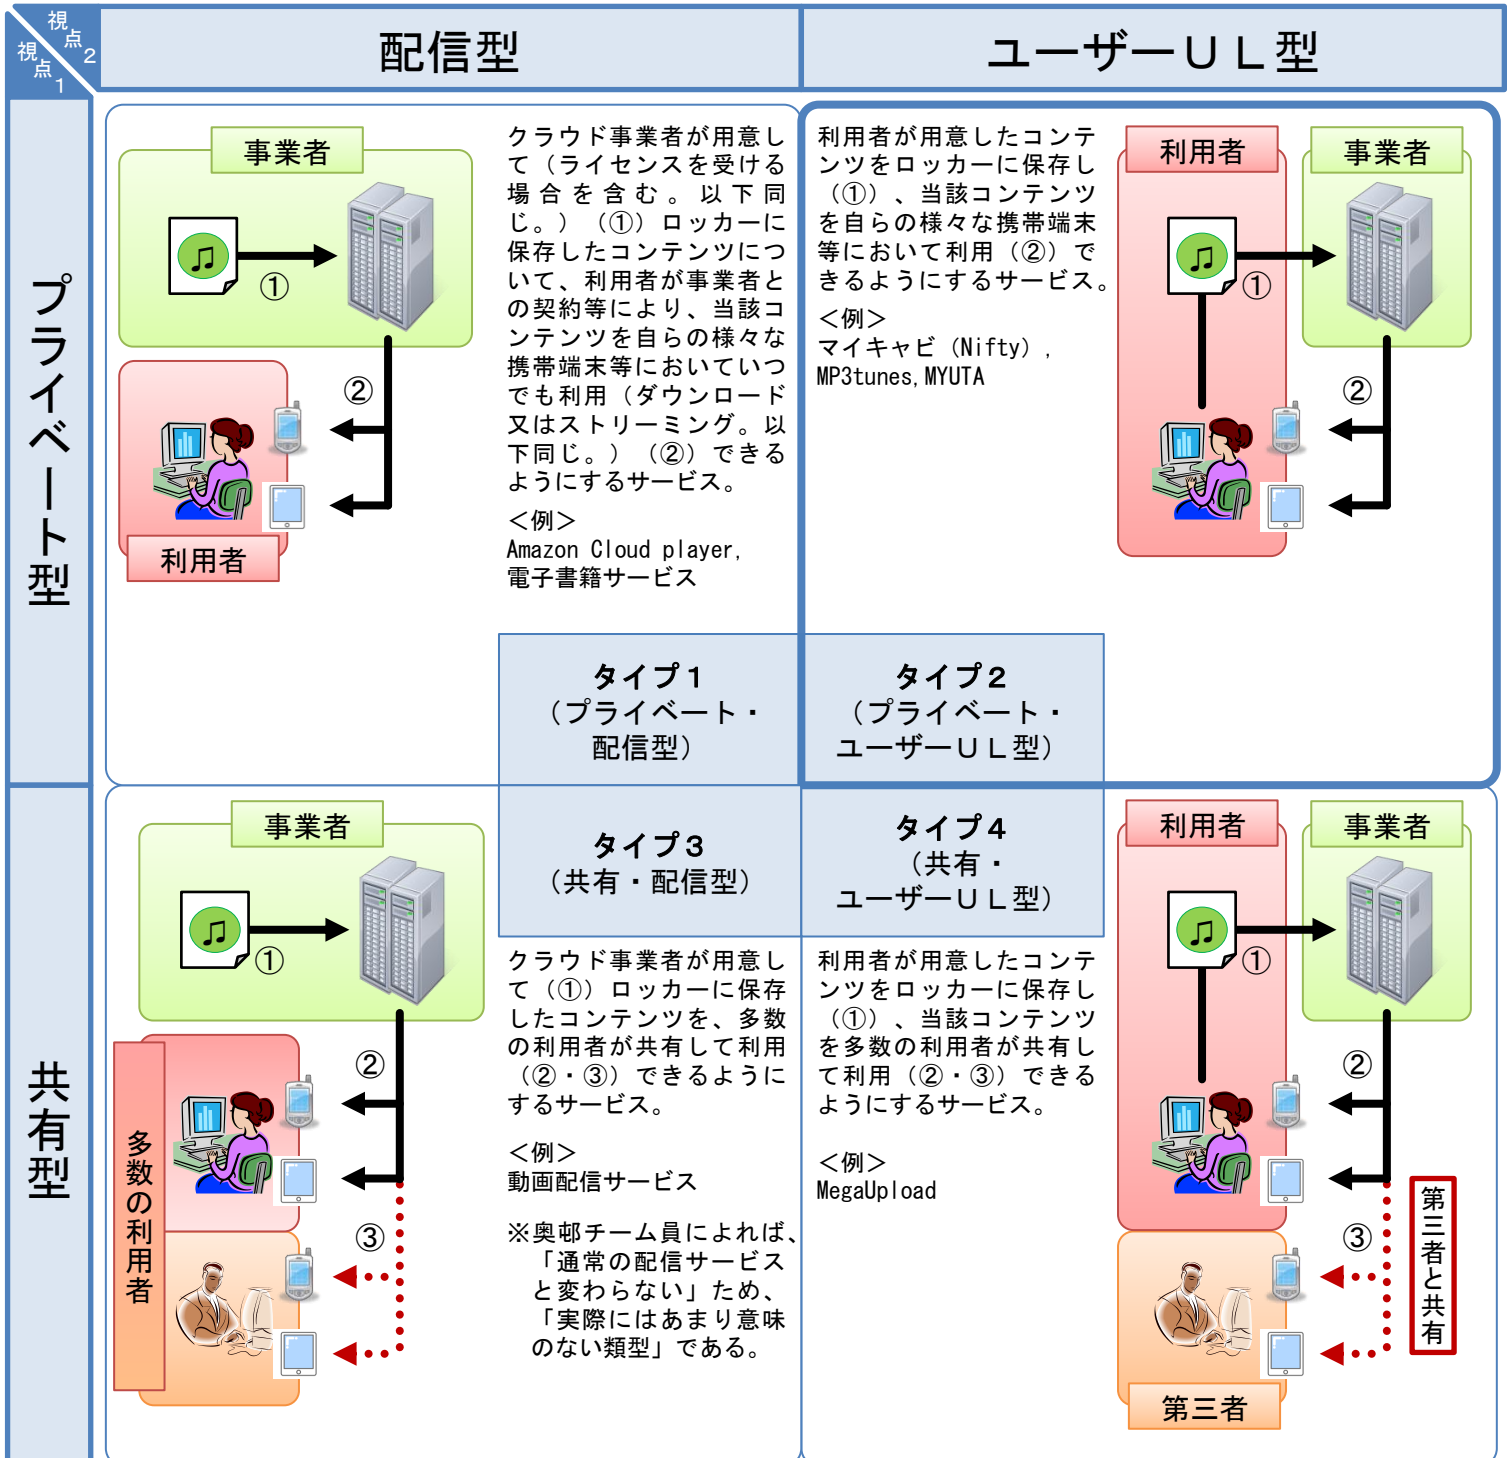 視点2
視点1
配信型
ユーザーＵＬ型
プライベート型
事業者
①
②
利用者
クラウド事業者が用意し
て（ライセンスを受ける
場合を含む。以下同
じ。）（①）ロッカーに
保存したコンテンツにつ
いて、利用者が事業者と
の契約等により、当該コ
ンテンツを自らの様々な
携帯端末等においていつ
でも利用（ダウンロード
又はストリーミング。以
下同じ。）（②）できる
ようにするサービス。
＜例＞
Amazon Cloud player,
電子書籍サービス
タイプ１
（プライベート・
配信型）
利用者が用意したコンテ
ンツをロッカーに保存し
（①）、当該コンテンツ
を自らの様々な携帯端末
等において利用（②）で
きるようにするサービス。
＜例＞
マイキャビ（Nifty）,
MP3tunes,MYUTA
利用者
事業者
①
②
タイプ２
（プライベート・
ユーザーＵＬ型）
共有型
事業者
①
②
③
多数の利用者
タイプ３
（共有・配信型）
クラウド事業者が用意し
て（①）ロッカーに保存
したコンテンツを、多数
の利用者が共有して利用
（②・③）できるように
するサービス。
＜例＞
動画配信サービス
※奥邨チーム員によれば、
「通常の配信サービス
と変わらない」ため、
「実際にはあまり意味
のない類型」である。
タイプ４
（共有・
ユーザーＵＬ型）
利用者が用意したコンテ
ンツをロッカーに保存し
（①）、当該コンテンツ
を多数の利用者が共有し
て利用（②・③）できる
ようにするサービス。
＜例＞
MegaUpload
利用者
事業者
①
②
③
第三者と共有
第三者